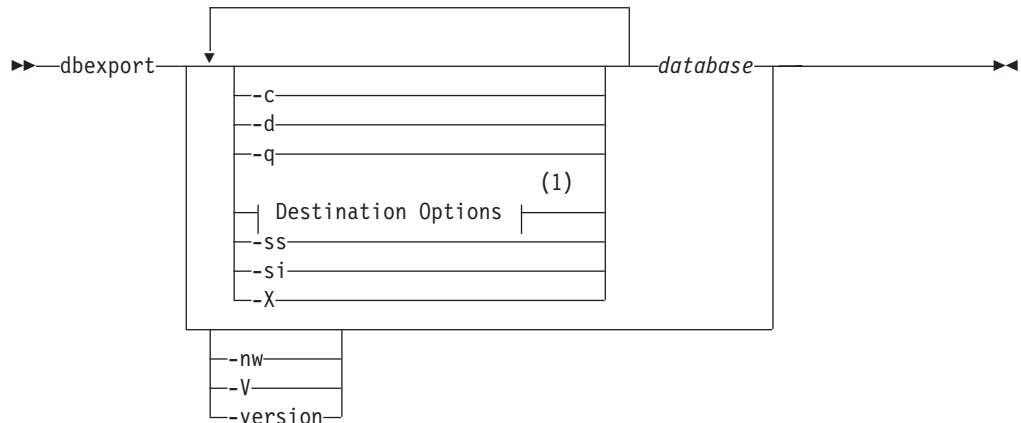 dbexport database
-c
-d
-q
(1)
Destination Options
-ss
-si
-X
-nw
-V
-version